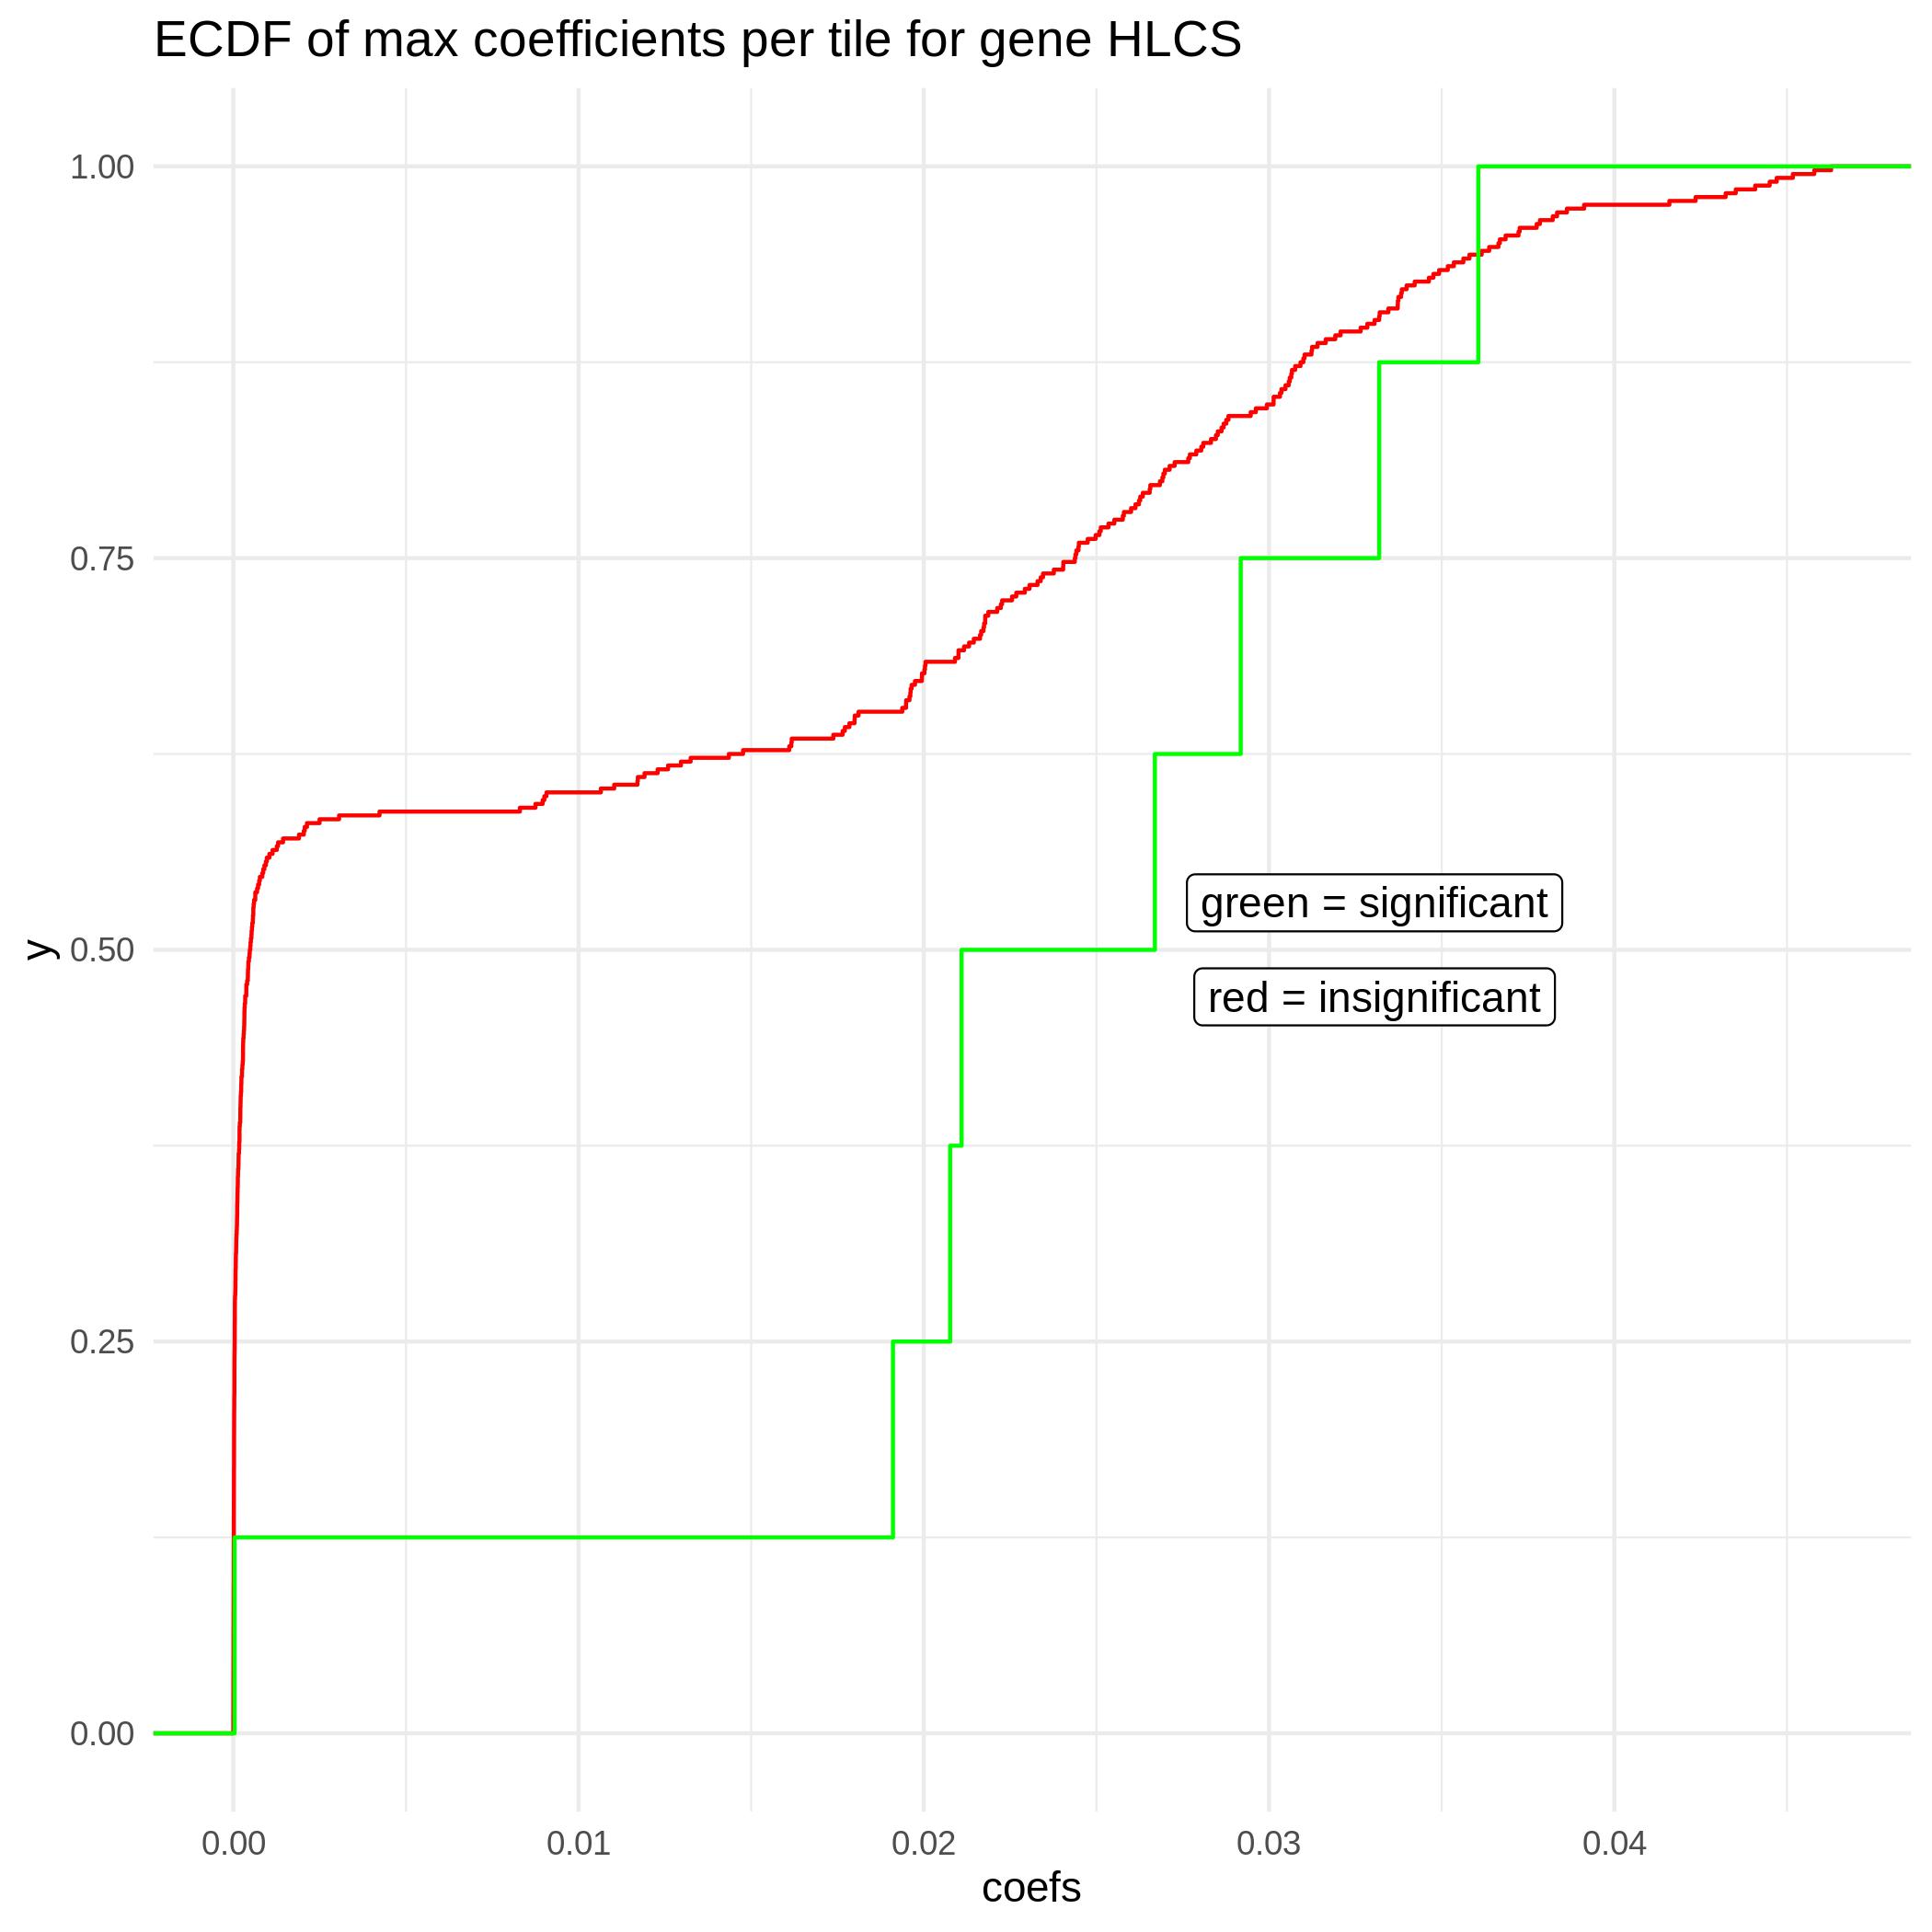 ECDF of max coefficients per tile for gene HLCS
1.00
0.75
0.50
0.25
0.00
y
green = significant
red = insignificant
0.00 0.01 0.02 0.03 0.04
coefs